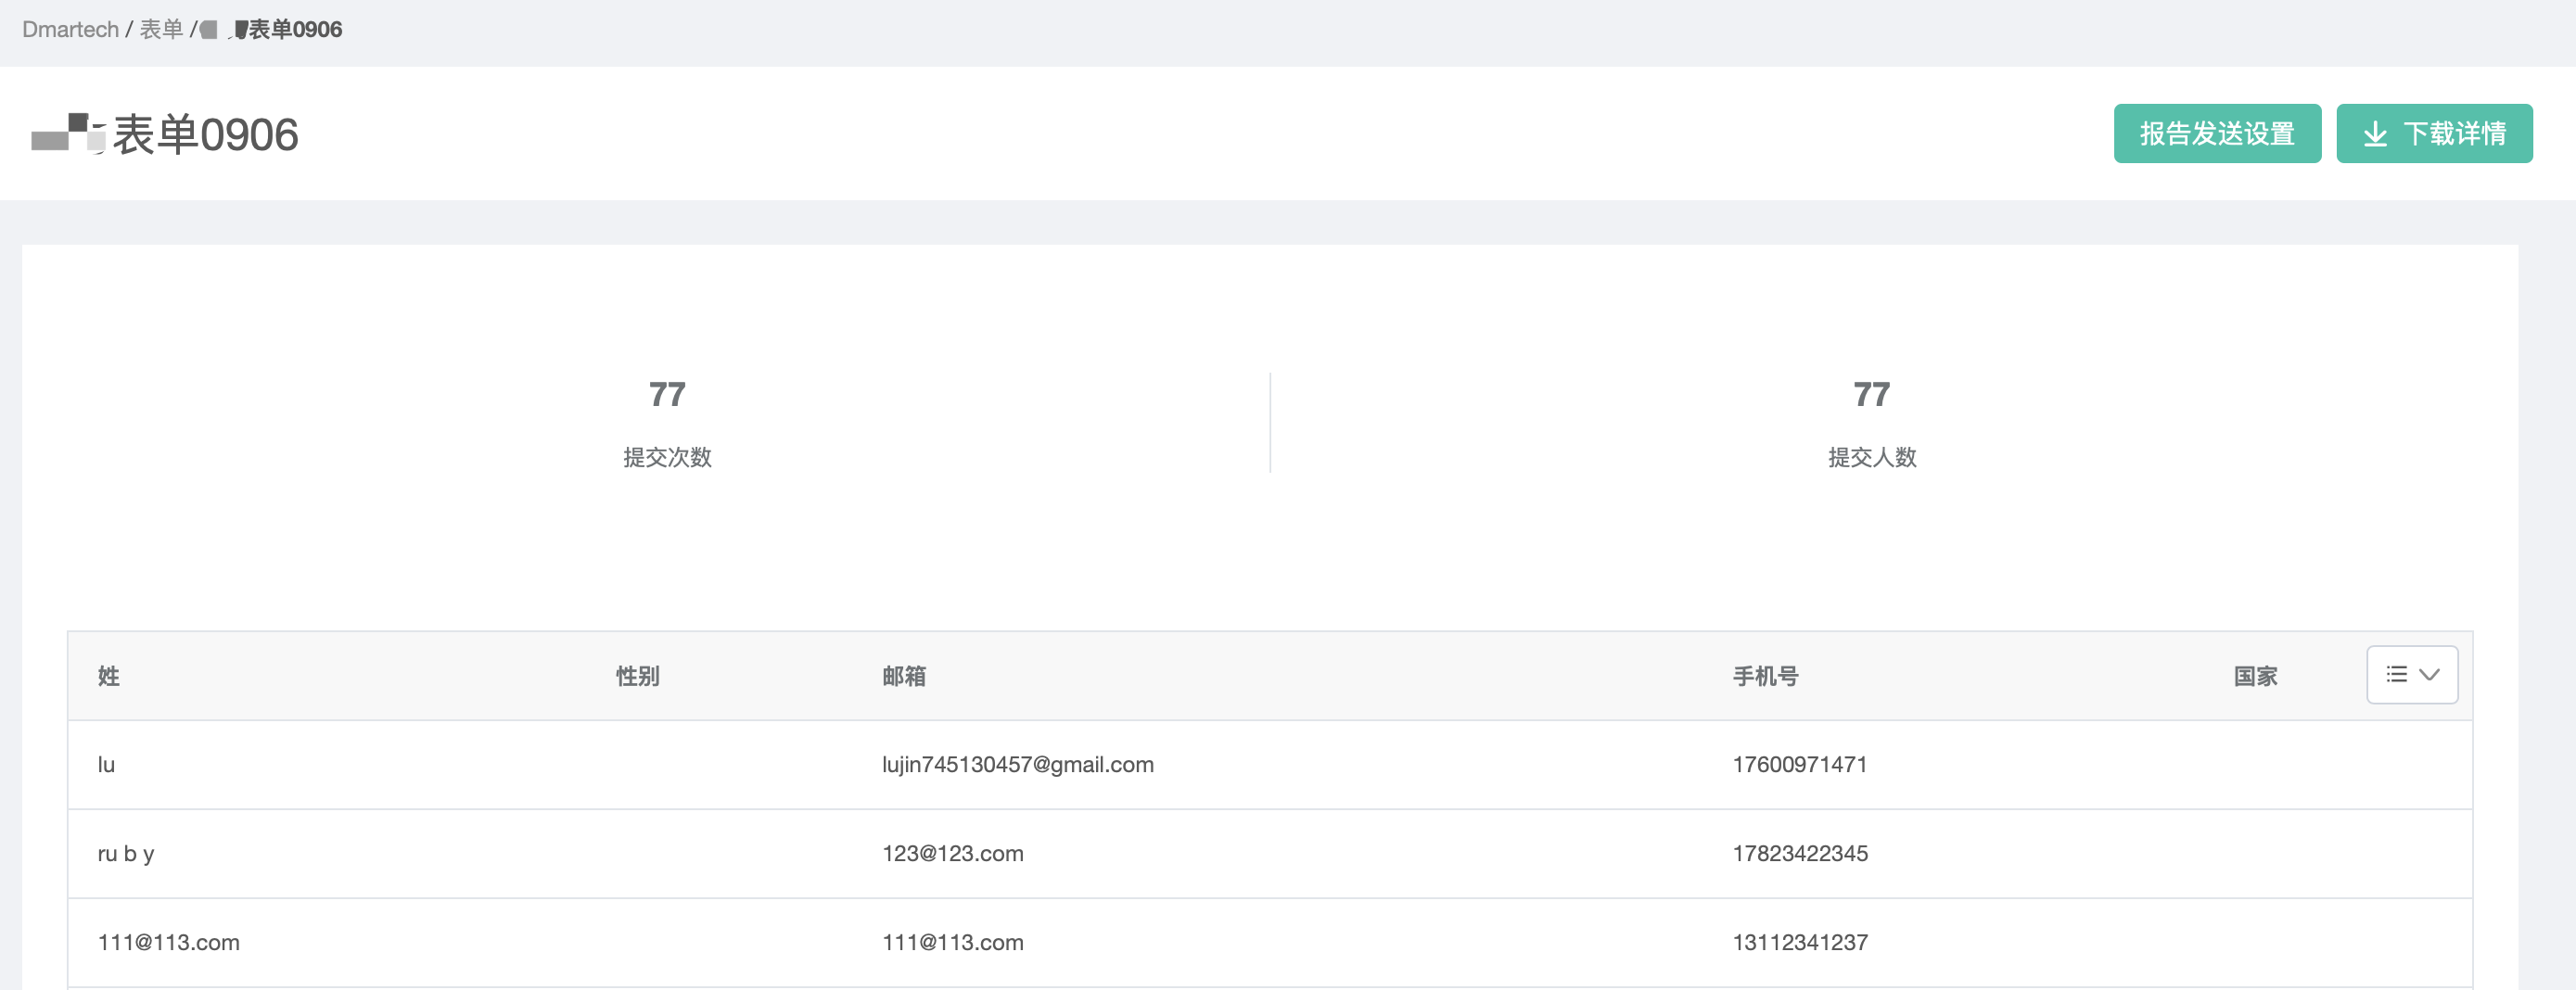 Dmartech / 表单 / 表单0906
表单0906
报告发送设置 下载详情
77 77
提交次数 提交人数
姓 性别 邮箱 手机号 国家
lu lujin745130457@gmail.com 17600971471
ru b y 123@123.com 17823422345
111@113.com 111@113.com 13112341237